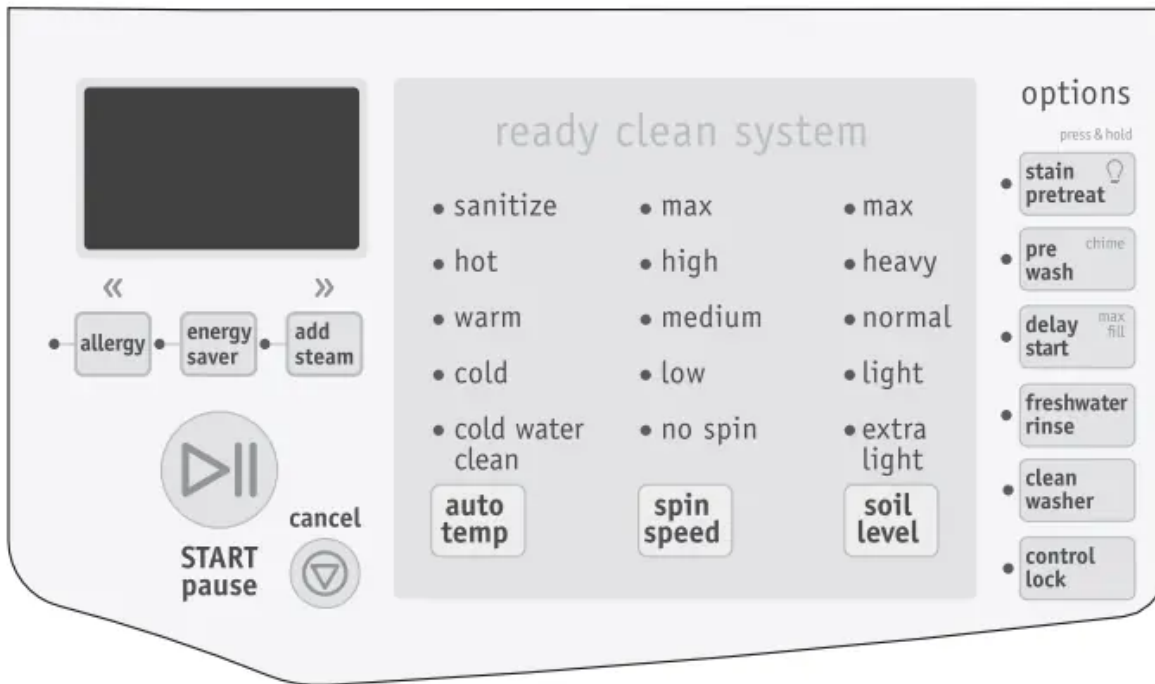 options
press & hold
ready clean system
stain
pretreat
sanitize
max
max
pre
wash
chime
hot
high
heavy
«
»
allergy
energy
saver
add
steam
warm
medium
normal
delay
start
max
fill
cold
low
light
freshwater
rinse
cold water
clean
no spin
extra
light
clean
washer
auto
temp
spin
speed
soil
level
cancel
START
pause
control
lock